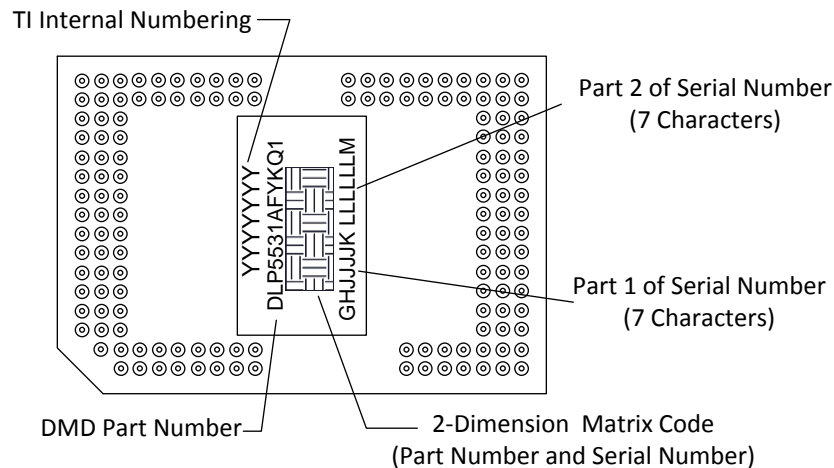 TI Internal Numbering
Part 2 of Serial Number
(7 Characters)
YYYYYYY
DLP5531AFYKQ1
GHJJJJK LLLLLLM
Part 1 of Serial Number
(7 Characters)
DMD Part Number
2-Dimension Matrix Code
(Part Number and Serial Number)